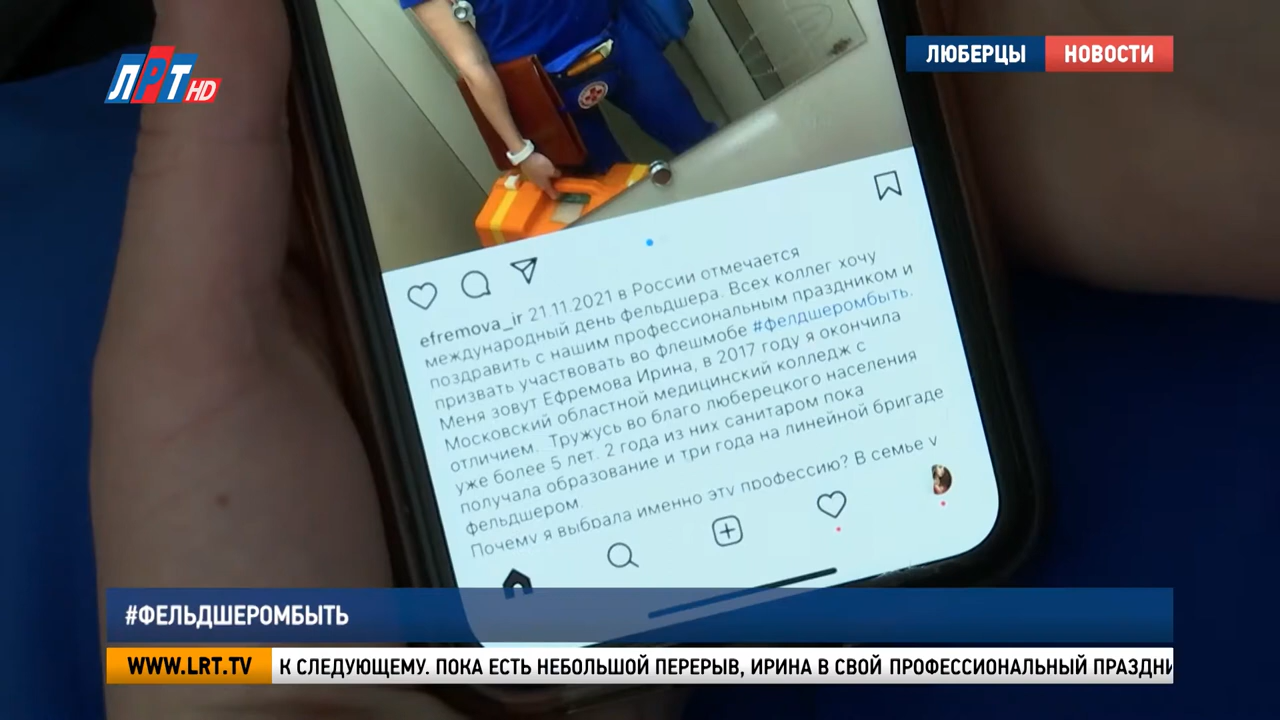 ЛРТ HD
ЛЮБЕРЦЫ НОВОСТИ
efremova_ir 21.11.2021 в России отмечается
международный день фельдшера. Всех коллег хочу
поздравить с нашим профессиональным праздником и
призвать участвовать во флешмобе #фелдшеромбыть.
Меня зовут Ефремова Ирина, в 2017 году я окончила
Московский областной медицинский колледж с
отличием. Тружусь во благо люберецкого населения
уже более 5 лет. 2 года из них санитаром пока
получала образование и три года на линейной бригаде
фельдшером.
Почему я выбрала именно эту профессию? В семье у
#ФЕЛЬДШЕРОМБЫТЬ
WWW.LRT.TV К СЛЕДУЮЩЕМУ. ПОКА ЕСТЬ НЕБОЛЬШОЙ ПЕРЕРЫВ, ИРИНА В СВОЙ ПРОФЕССИОНАЛЬНЫЙ ПРАЗДНИ